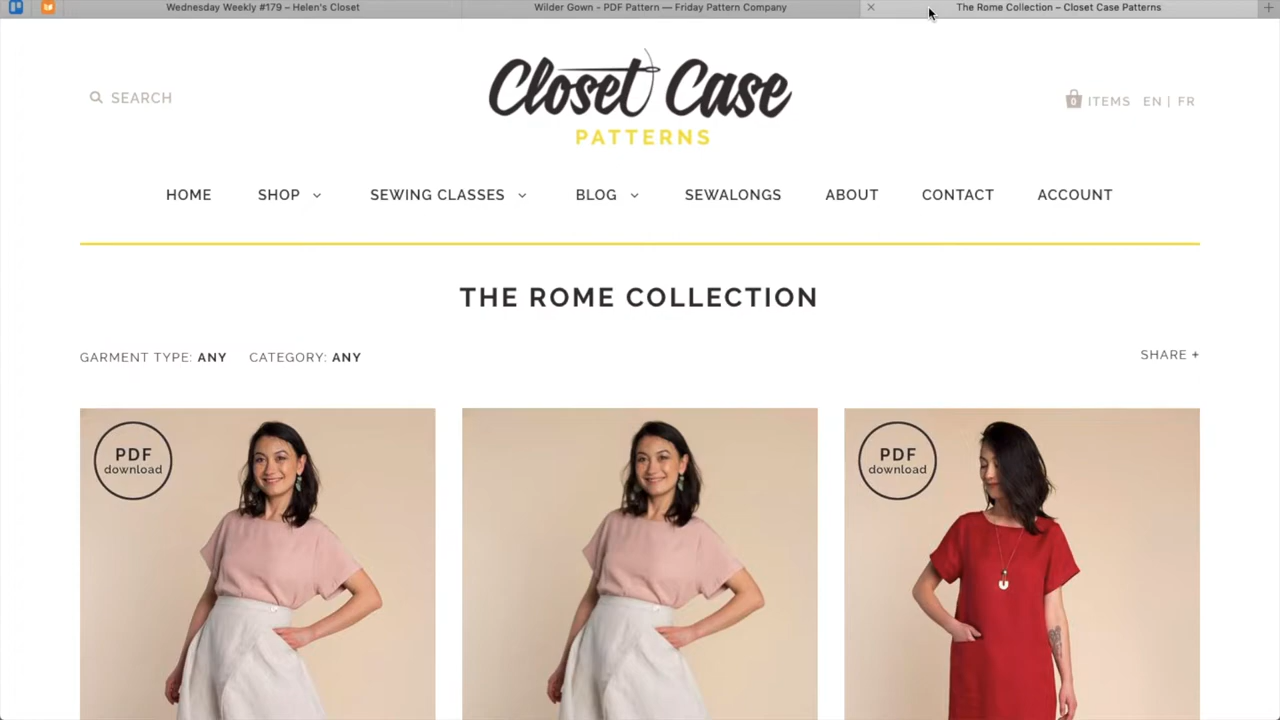 Wednesday Weekly #179 – Helen's Closet
Wilder Gown - PDF Pattern — Friday Pattern Company
The Rome Collection – Closet Case Patterns
SEARCH
Closet Case
PATTERNS
0 ITEMS EN | FR
HOME SHOP SEWING CLASSES BLOG SEWALONGS ABOUT CONTACT ACCOUNT
THE ROME COLLECTION
GARMENT TYPE: ANY CATEGORY: ANY
SHARE +
PDF
download
PDF
download